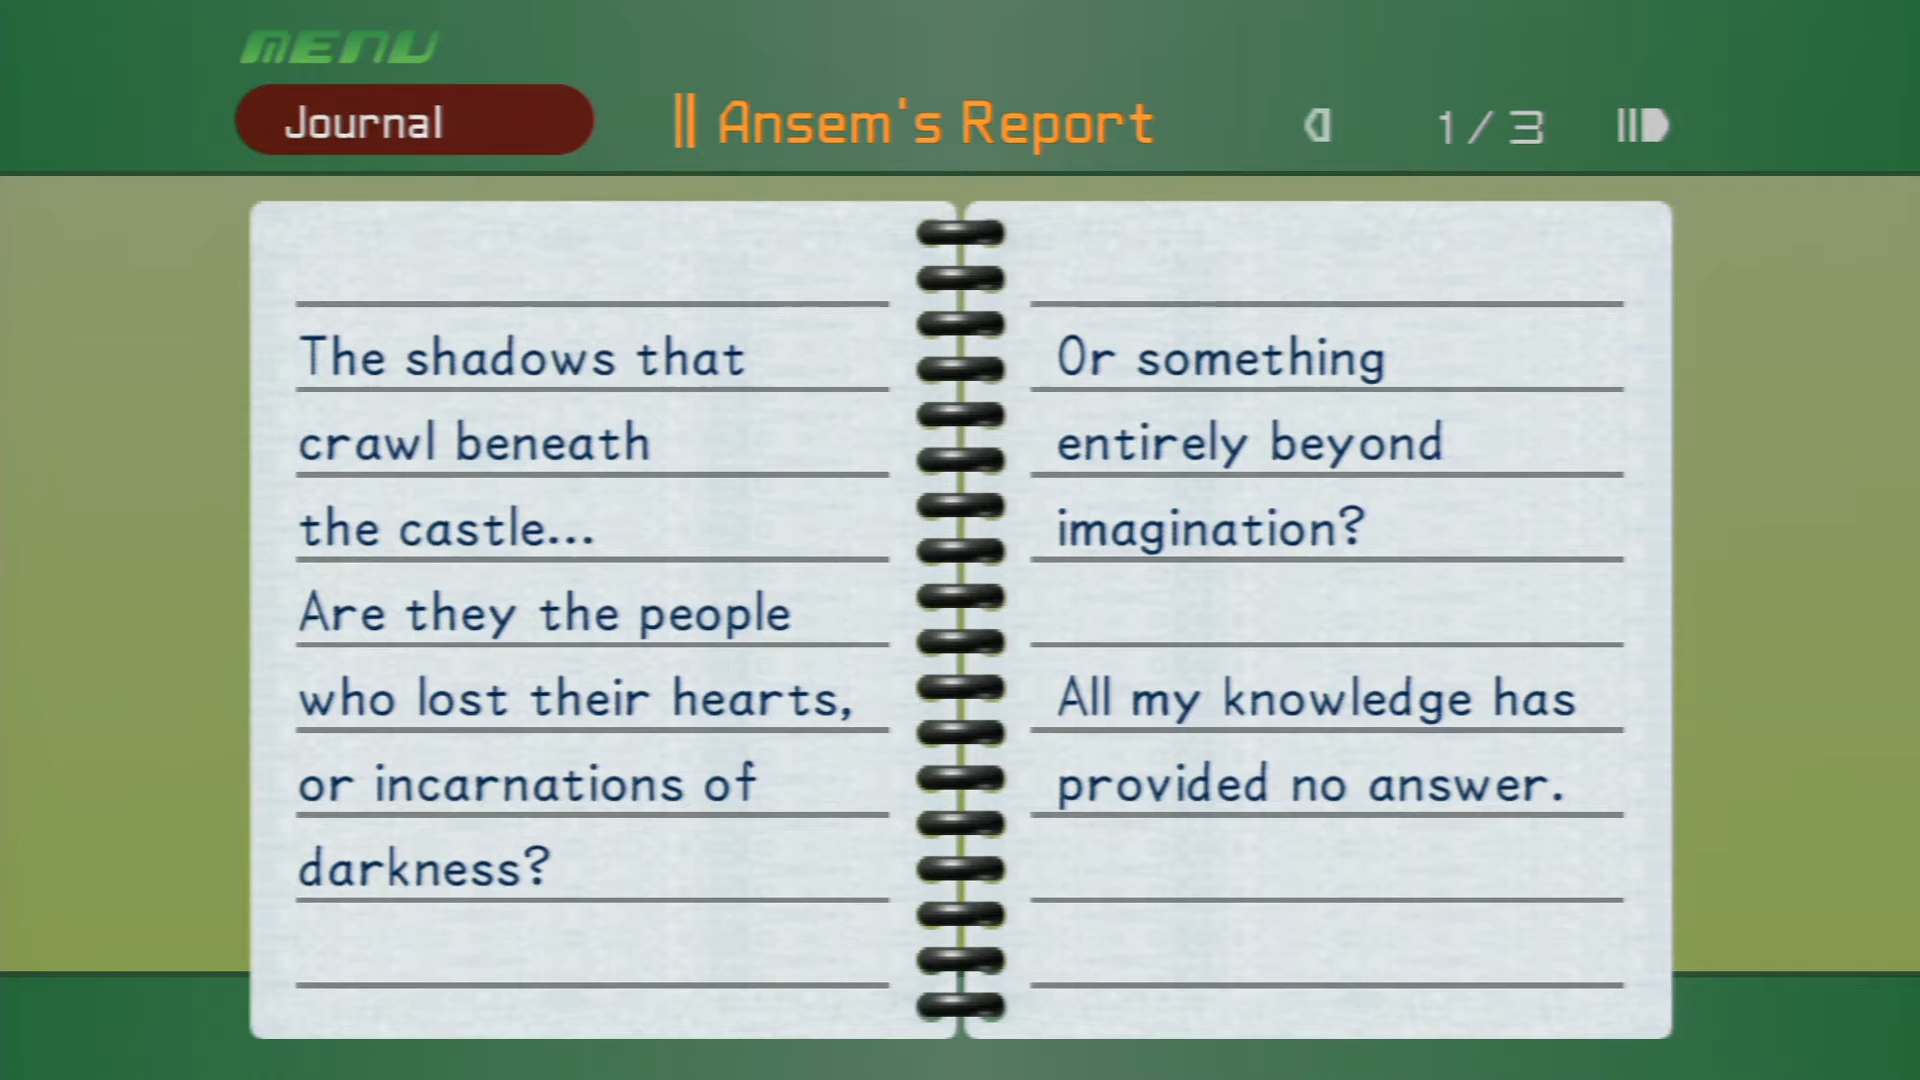 MENU
Journal
Ansem's Report
1/3
The shadows that
crawl beneath
the castle...
Are they the people
who lost their hearts,
or incarnations of
darkness?
Or something
entirely beyond
imagination?
All my knowledge has
provided no answer.